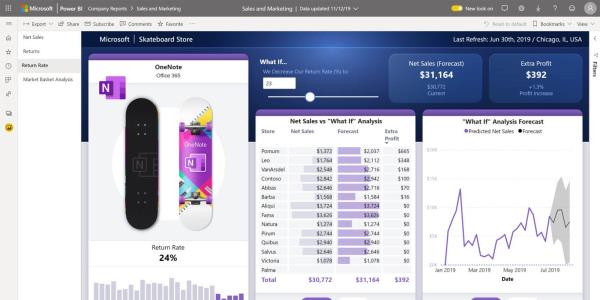 Microsoft Power BI Company Reports > Sales and Marketing
Sales and Marketing | Data updated 11/12/19
New look on
Export Share Subscribe Comments Chat in Teams Favorite
Reset to default Bookmarks View
Net Sales
Returns
Return Rate
Market Basket Analysis
Filters
Microsoft Skateboard Store
Last Refresh: Jun 30th, 2019 / Chicago, IL, USA
OneNote
Office 365
OneNote
Return Rate
24%
What If...
We Decrease Our Return Rate (%) to
23
Net Sales (Forecast)
$31,164
$30,772
Current
Extra Profit
$392
+1.3%
Profit Increase
Net Sales vs "What If" Analysis
Store Net Sales Forecast Extra Profit
Pomum $1,372 $2,037 $665
Leo $1,764 $2,112 $348
VanArsdel $2,548 $2,716 $168
Contoso $2,842 $2,942 $100
Abbas $2,646 $2,716 $70
Barba $1,568 $1,584 $16
Aliqui $3,724 $3,724 $0
Fama $3,626 $3,626 $0
Natura $1,274 $1,274 $0
Pirum $2,744 $2,744 $0
Quibus $2,940 $2,940 $0
Salvus $2,646 $2,646 $0
Victoria $1,078 $1,078 $0
Palma
Total $30,772 $31,164 $392
"What If" Analysis Forecast
Predicted Net Sales Forecast
$20K
$15K
$10K
$5K
$0K
Jan 2019 Mar 2019 May 2019 Jul 2019
Date